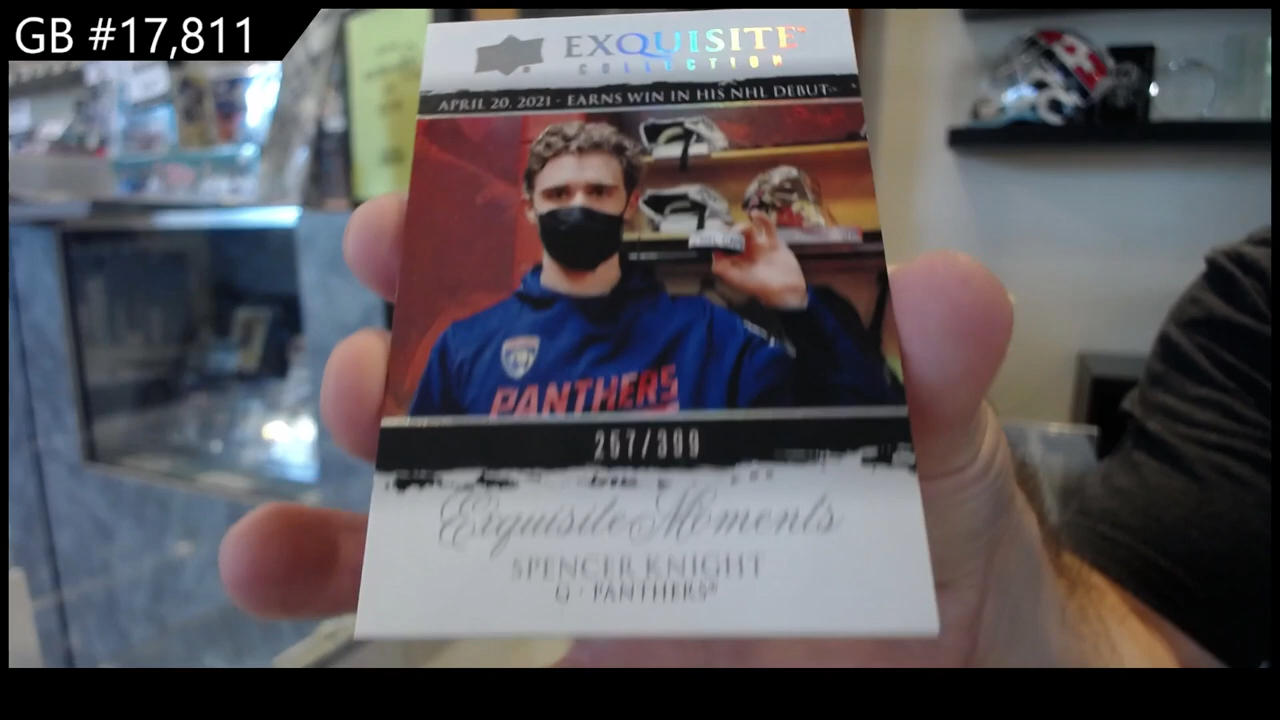 GB #17,811
EXQUISITE
COLLECTION
APRIL 20, 2021 - EARNS WIN IN HIS NHL DEBUT
PANTHERS
257/399
Exquisite Moments
SPENCER KNIGHT
G · PANTHERS®